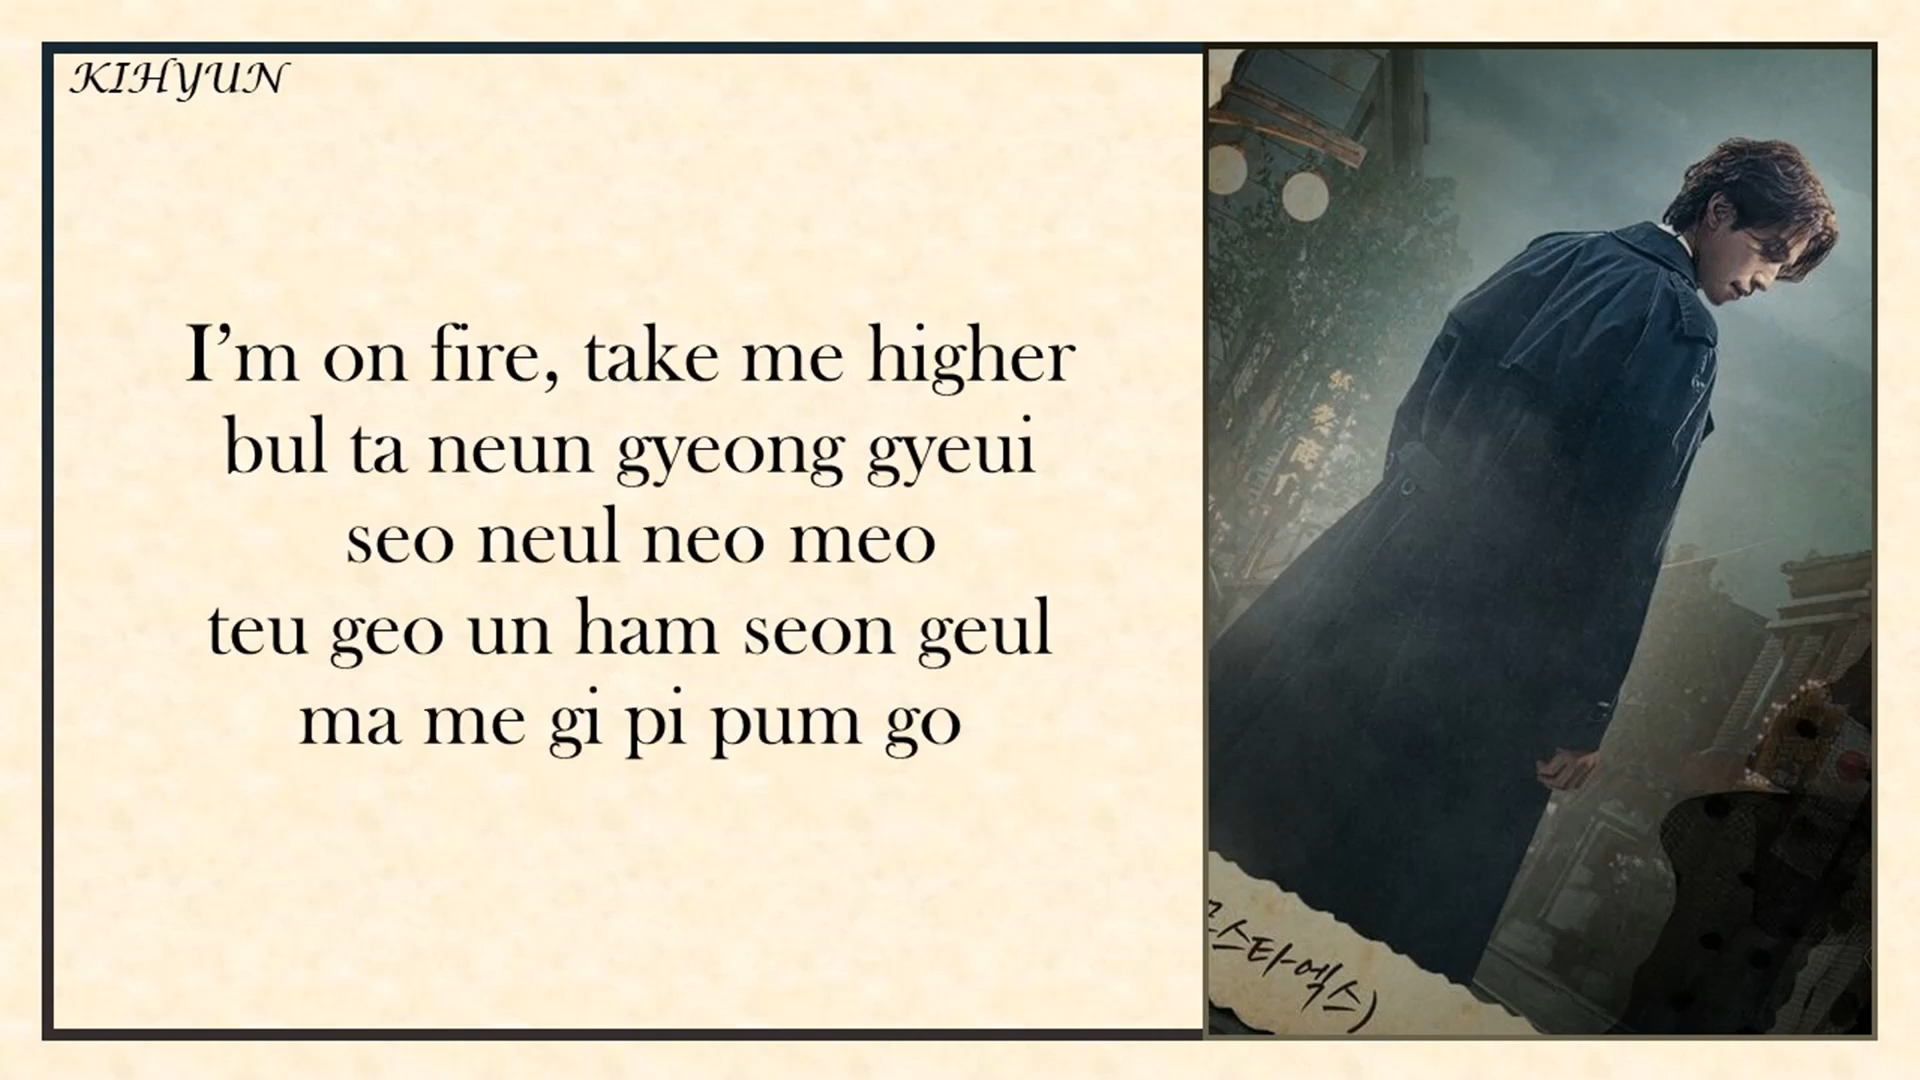 KIHYUN
I’m on fire, take me higher
bul ta neun gyeong gyeui
seo neul neo meo
teu geo un ham seon geul
ma me gi pi pum go
스타엑스)